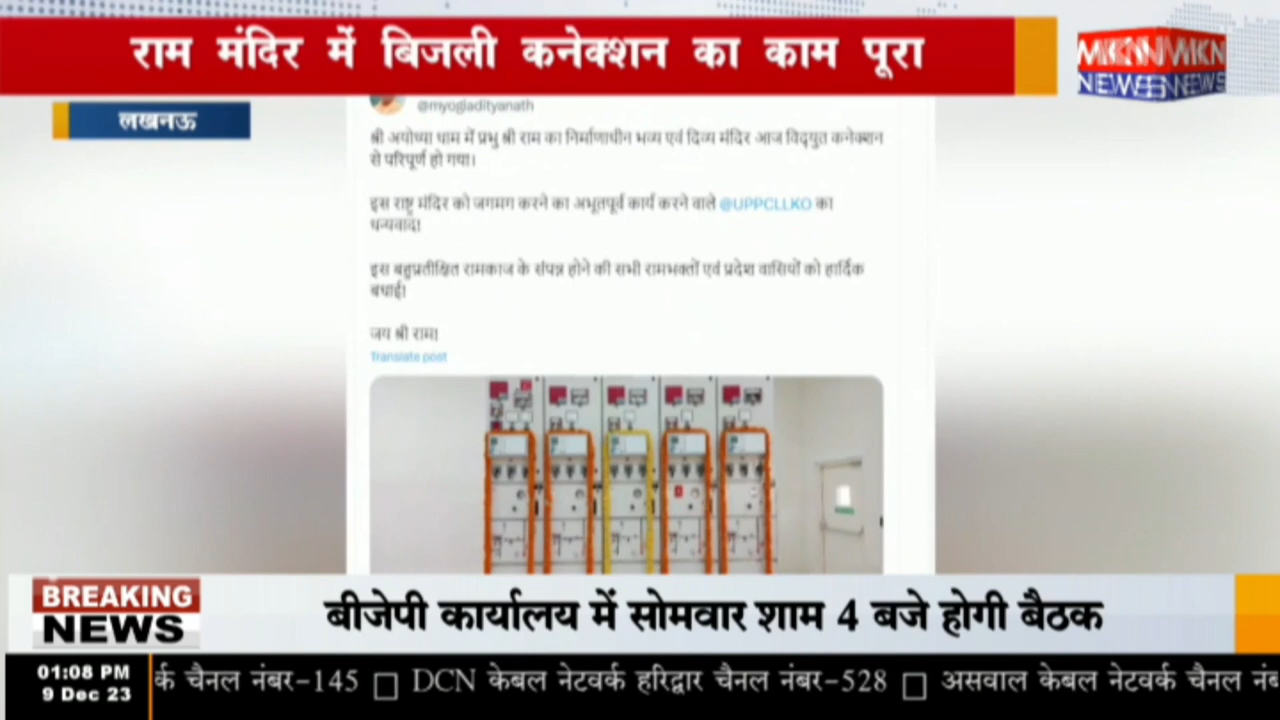 राम मंदिर में बिजली कनेक्शन का काम पूरा
NEWS
लखनऊ
@myogiadityanath
श्री अयोध्या धाम में प्रभु श्री राम का निर्माणाधीन भव्य एवं दिव्य मंदिर आज विद्युत कनेक्शन
से परिपूर्ण हो गया।
इस राष्ट्र मंदिर को जगमग करने का अभूतपूर्व कार्य करने वाले @UPPCLLKO का
धन्यवाद!
इस बहुप्रतीक्षित रामकाज के संपन्न होने की सभी रामभक्तों एवं प्रदेश वासियों को हार्दिक
बधाई!
जय श्री राम!
Translate post
BREAKING
NEWS
बीजेपी कार्यालय में सोमवार शाम 4 बजे होगी बैठक
01:08 PM
9 Dec 23
र्क चैनल नंबर-145 □ DCN केबल नेटवर्क हरिद्वार चैनल नंबर-528 □ असवाल केबल नेटवर्क चैनल नंब